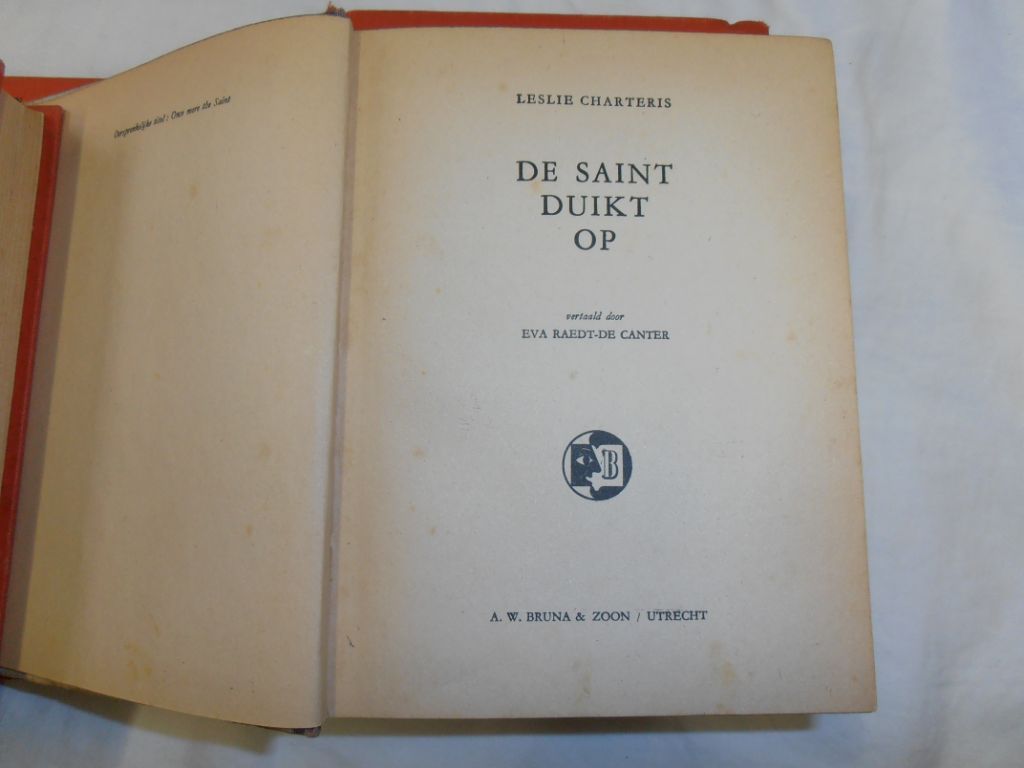 Oorspronkelijke titel: Once more the Saint
LESLIE CHARTERIS
DE SAINT
DUIKT
OP
vertaald door
EVA RAEDT-DE CANTER
B
A. W. BRUNA & ZOON / UTRECHT